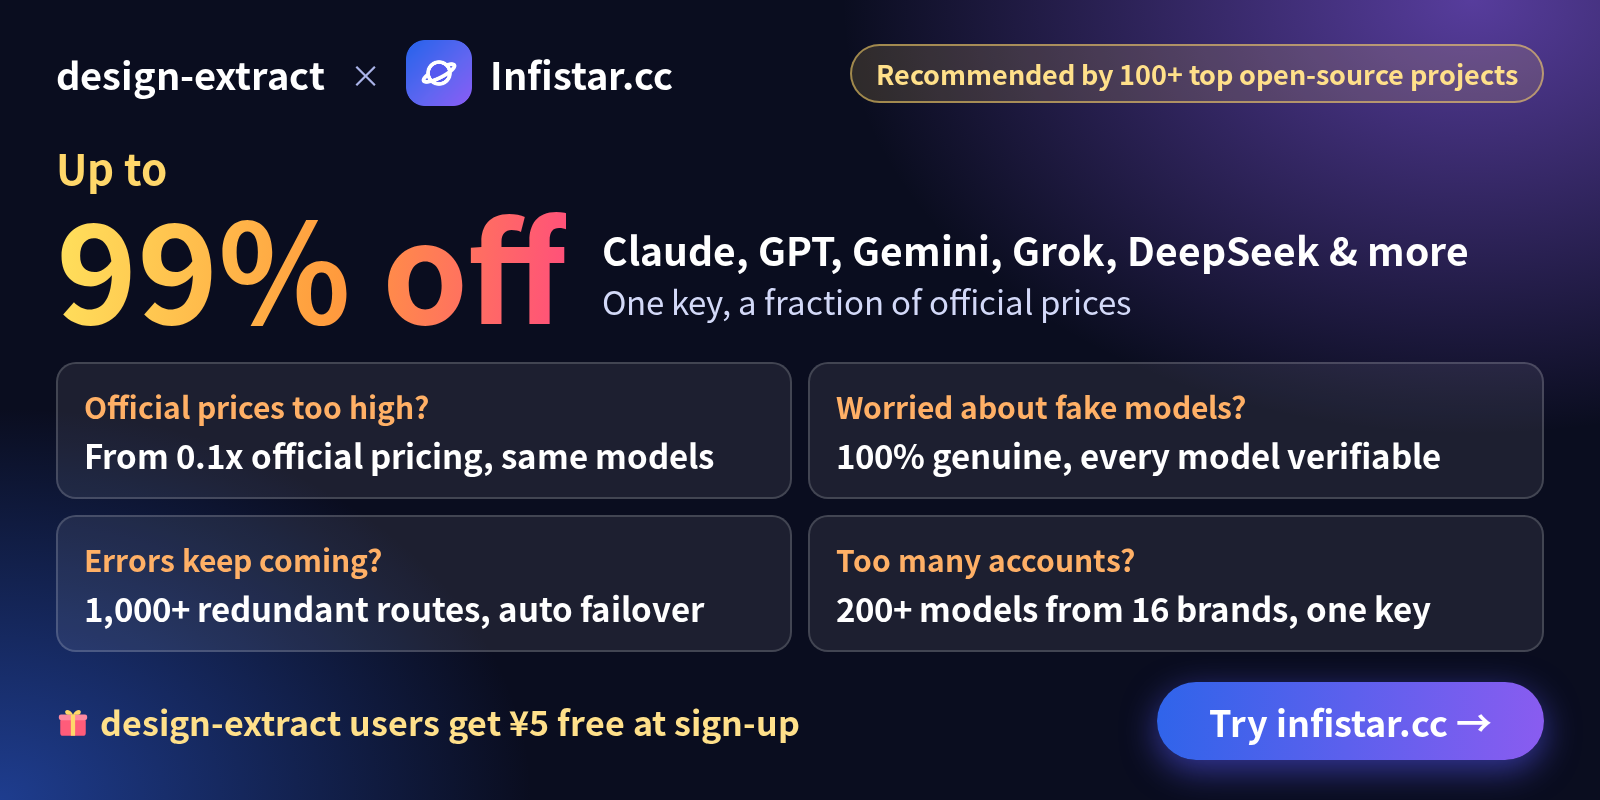 design-extract × Infistar.cc
Recommended by 100+ top open-source projects
Up to
99% off
Claude, GPT, Gemini, Grok, DeepSeek & more
One key, a fraction of official prices
Official prices too high?
From 0.1x official pricing, same models
Worried about fake models?
100% genuine, every model verifiable
Errors keep coming?
1,000+ redundant routes, auto failover
Too many accounts?
200+ models from 16 brands, one key
🎁 design-extract users get ¥5 free at sign-up
Try infistar.cc →